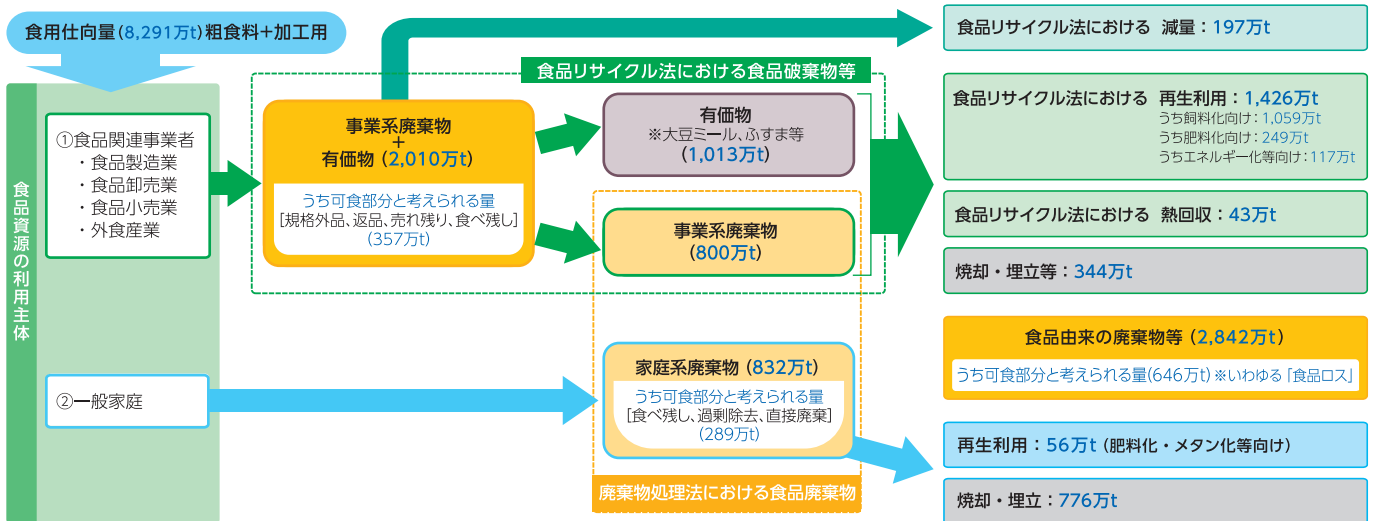 食用仕向量(8,291万t)粗食料+加工用
食品資源の利用主体
①食品関連事業者
・食品製造業
・食品卸売業
・食品小売業
・外食産業
②一般家庭
食品リサイクル法における食品破棄物等
事業系廃棄物
+
有価物 (2,010万t)
うち可食部分と考えられる量
[規格外品、返品、売れ残り、食べ残し]
(357万t)
有価物
※大豆ミール、ふすま等
(1,013万t)
事業系廃棄物
(800万t)
家庭系廃棄物 (832万t)
うち可食部分と考えられる量
[食べ残し、過剰除去、直接廃棄]
(289万t)
廃棄物処理法における食品廃棄物
食品リサイクル法における 減量：197万t
食品リサイクル法における 再生利用：1,426万t
うち飼料化向け：1,059万t
うち肥料化向け：249万t
うちエネルギー化等向け：117万t
食品リサイクル法における 熱回収：43万t
焼却・埋立等：344万t
食品由来の廃棄物等 (2,842万t)
うち可食部分と考えられる量(646万t) ※いわゆる「食品ロス」
再生利用：56万t (肥料化・メタン化等向け)
焼却・埋立：776万t